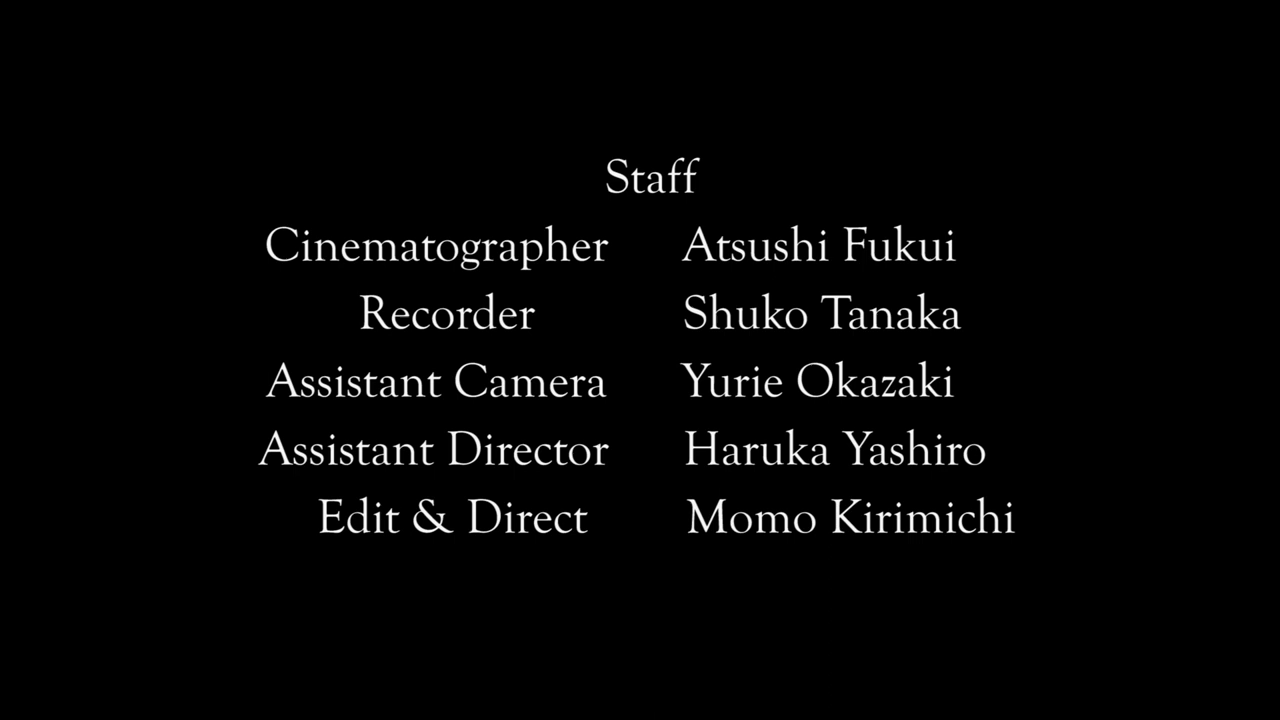 Staff
Cinematographer Atsushi Fukui
Recorder Shuko Tanaka
Assistant Camera Yurie Okazaki
Assistant Director Haruka Yashiro
Edit & Direct Momo Kirimichi